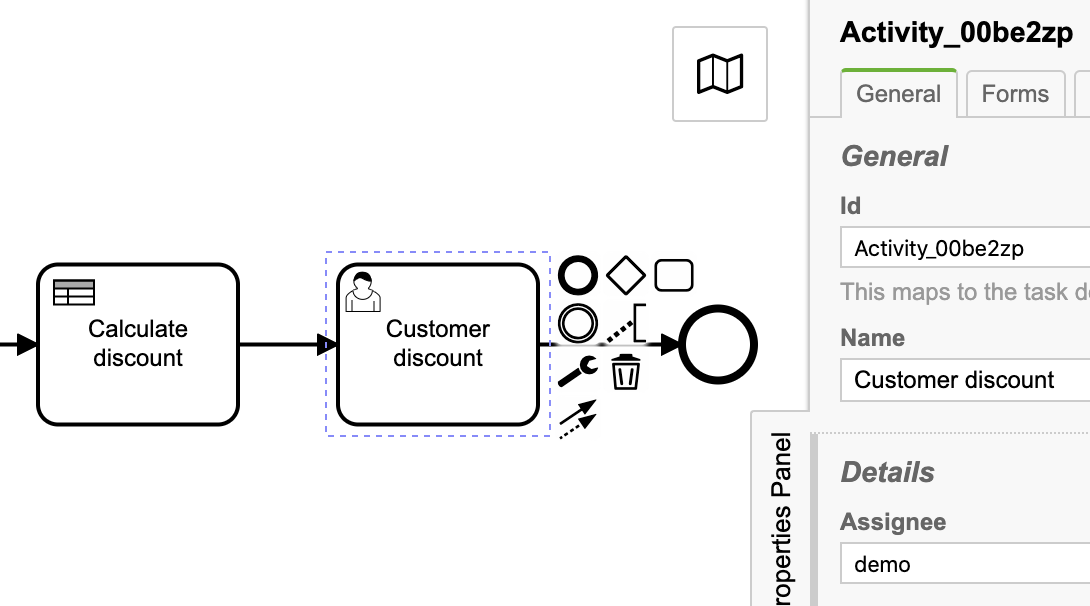 Calculate
discount
Customer
discount
Activity_00be2zp
General
Forms
General
Id
Activity_00be2zp
This maps to the task
Name
Customer discount
Details
Assignee
demo
Panel